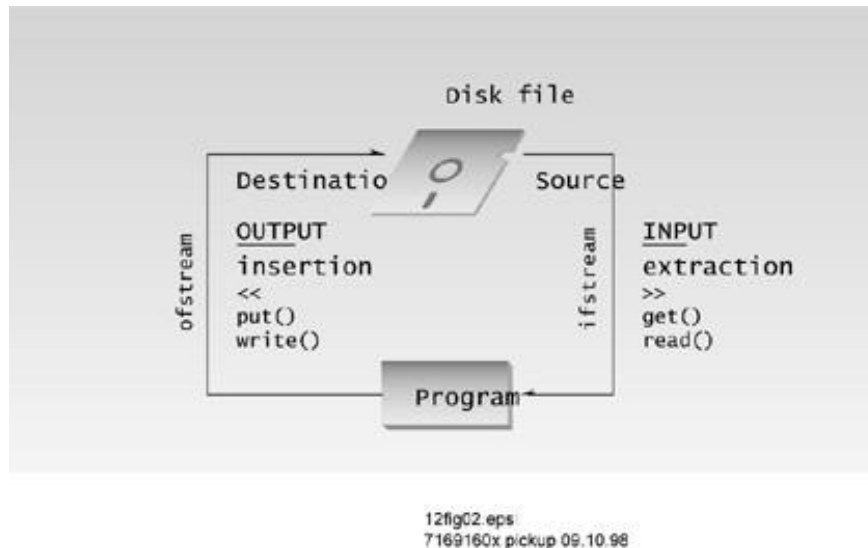 Disk file
Destinatio
Source
OUTPUT
insertion
<<
put()
write()
ofstream
INPUT
extraction
>>
get()
read()
ifstream
Program
12fig02.eps
7169160x pickup 09.10.98